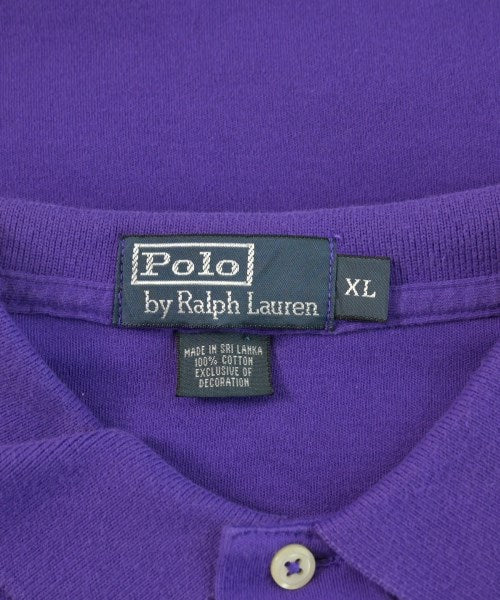 Polo
by Ralph Lauren
XL
MADE IN SRI LANKA
100% COTTON
EXCLUSIVE OF
DECORATION